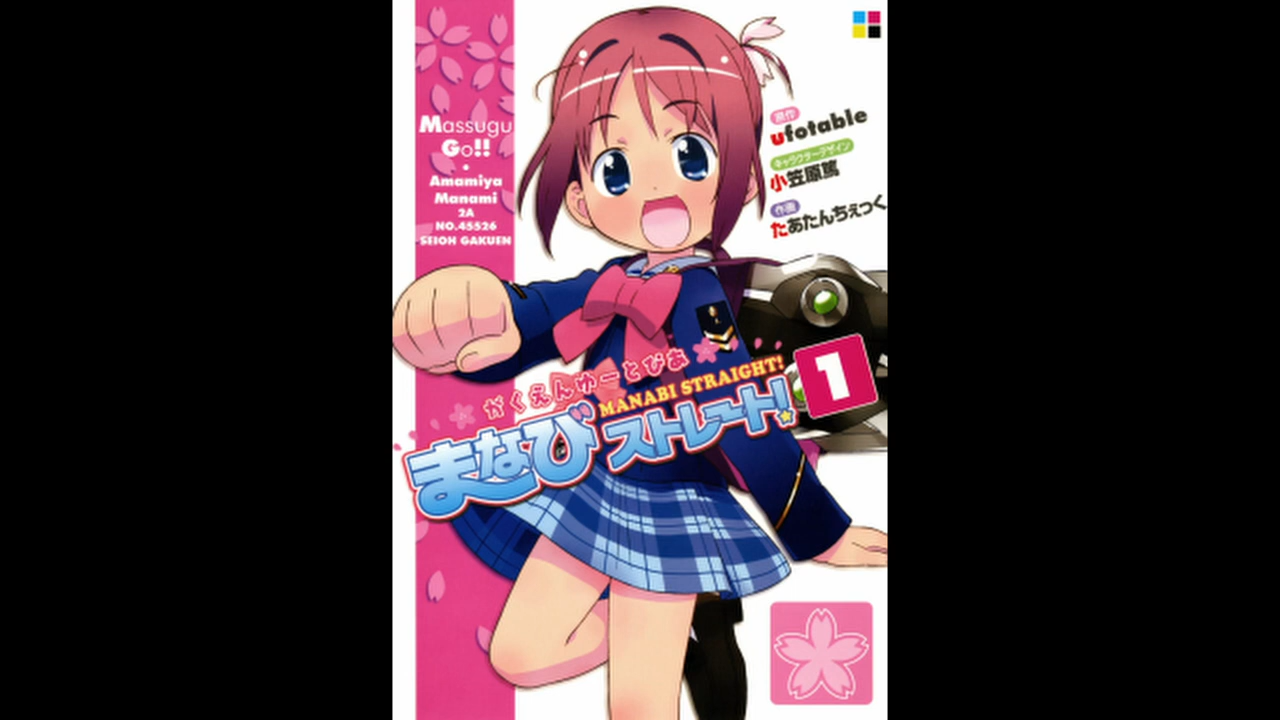 Massugu
Go!!
•
Amamiya
Manami
2A
NO.45526
SEIOH GAKUEN
原作
ufotable
キャラクターデザイン
小笠原篤
作画
たあたんちぇっく
がくえんゆーとぴあ
MANABI STRAIGHT!
まなびストレート!
1